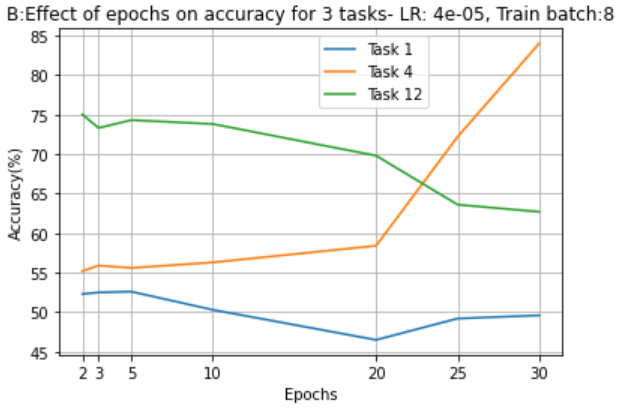 B:Effect of epochs on accuracy for 3 tasks- LR: 4e-05, Train batch:8
Task 1
Task 4
Task 12
85
80
75
70
65
60
55
50
45
Accuracy(%)
2 3 5 10 20 25 30
Epochs